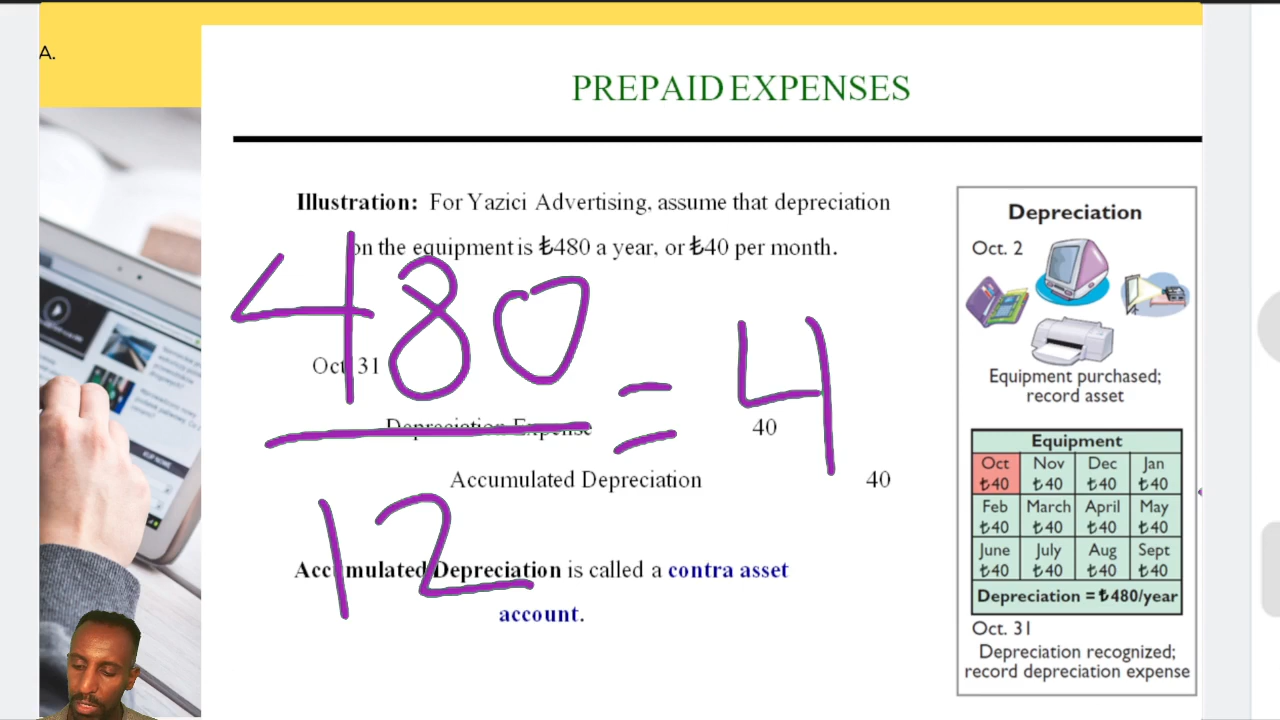 A.
PREPAID EXPENSES
Illustration: For Yazici Advertising, assume that depreciation
on the equipment is ₺480 a year, or ₺40 per month.
Oct. 31
Depreciation Expense 40
Accumulated Depreciation 40
Accumulated Depreciation is called a contra asset
account.
480
12
= 4
Depreciation
Oct. 2
Equipment purchased;
record asset
Equipment
Oct Nov Dec Jan
₺40 ₺40 ₺40 ₺40
Feb March April May
₺40 ₺40 ₺40 ₺40
June July Aug Sept
₺40 ₺40 ₺40 ₺40
Depreciation = ₺480/year
Oct. 31
Depreciation recognized;
record depreciation expense